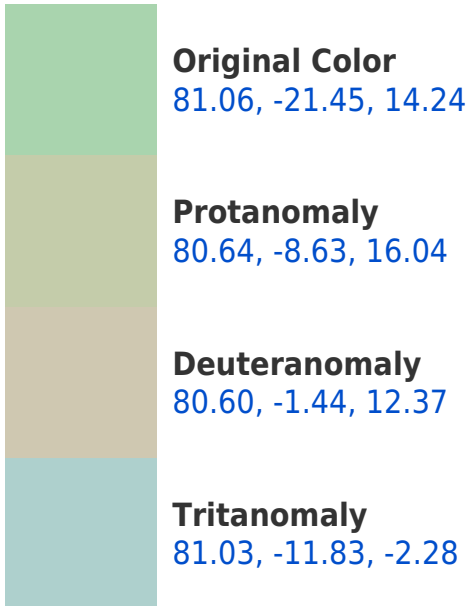 Original Color
81.06, -21.45, 14.24
Protanomaly
80.64, -8.63, 16.04
Deuteranomaly
80.60, -1.44, 12.37
Tritanomaly
81.03, -11.83, -2.28